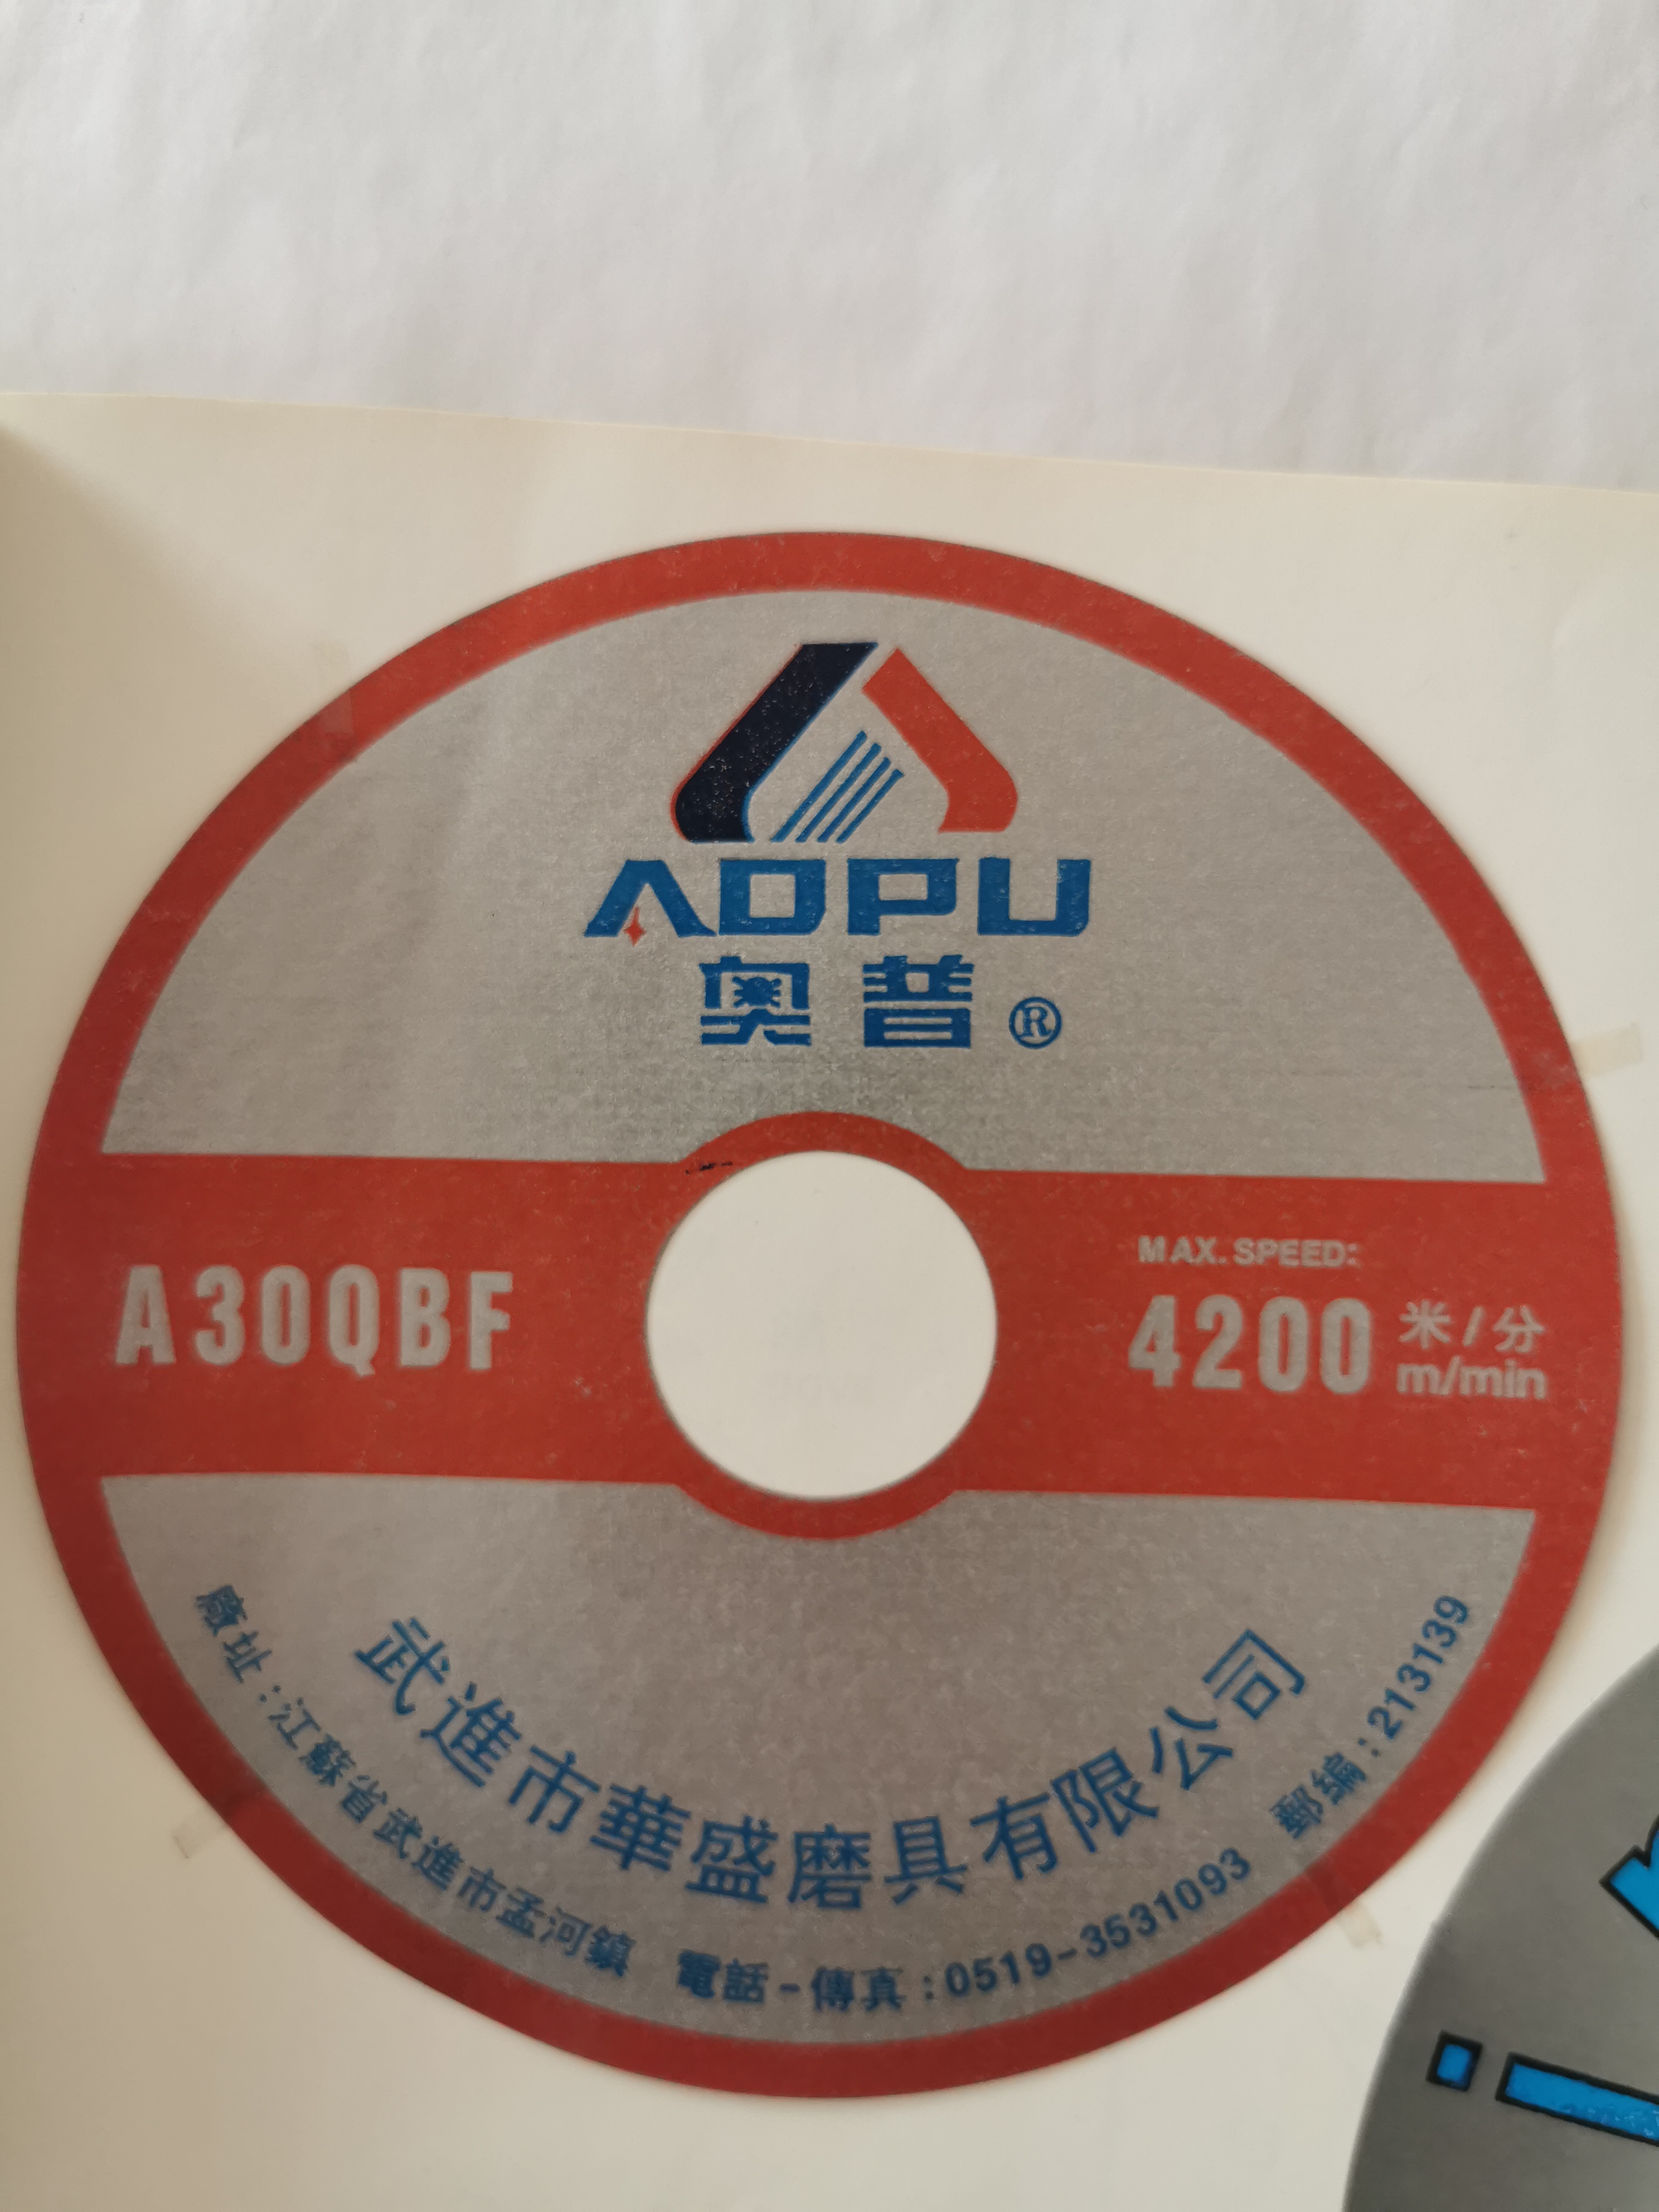 AOPU
奥普®
A30QBF
MAX. SPEED:
4200 米/分
m/min
武進市華盛磨具有限公司
廠址:江蘇省武進市孟河鎮 電話-傳真:0519-3531093 郵編:213139